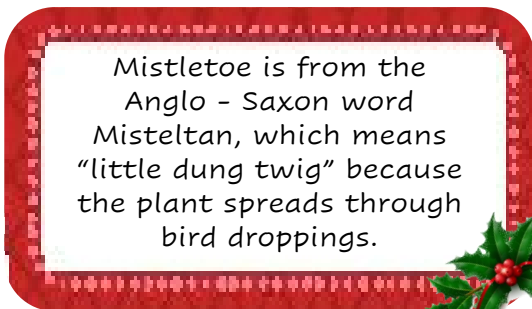 Mistletoe is from the
Anglo - Saxon word
Misteltan, which means
“little dung twig” because
the plant spreads through
bird droppings.